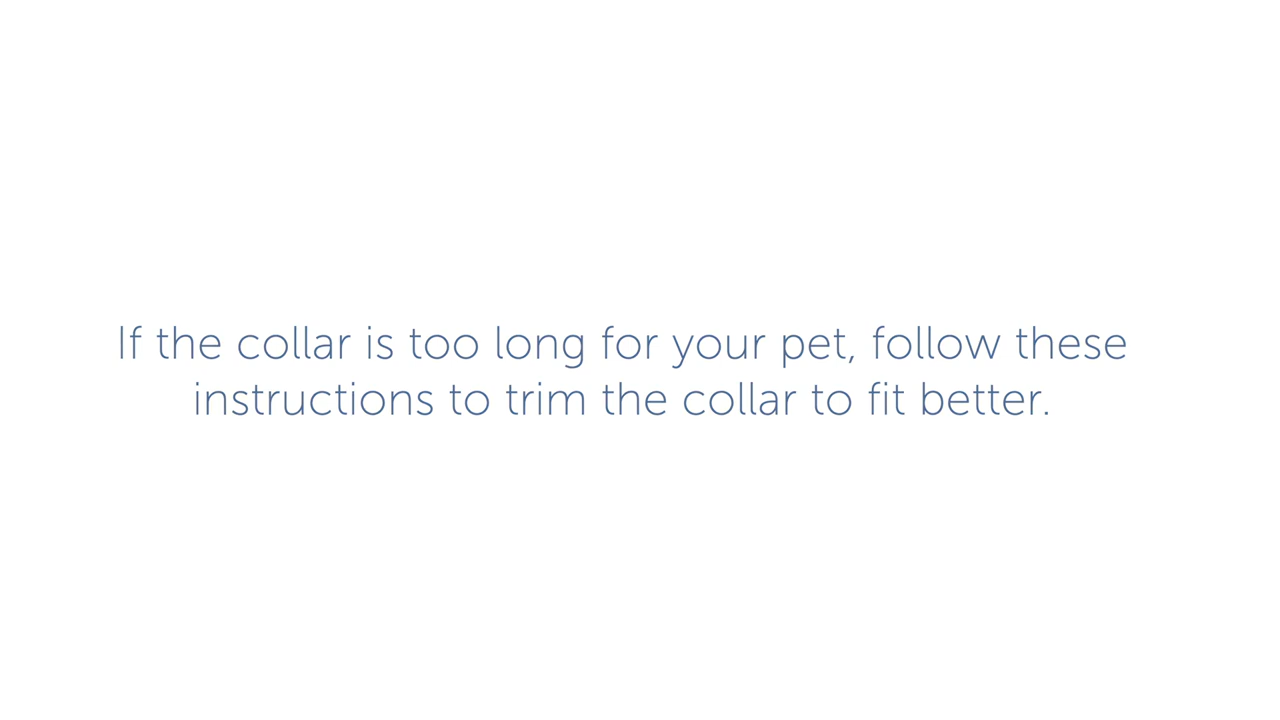 If the collar is too long for your pet, follow these
instructions to trim the collar to fit better.